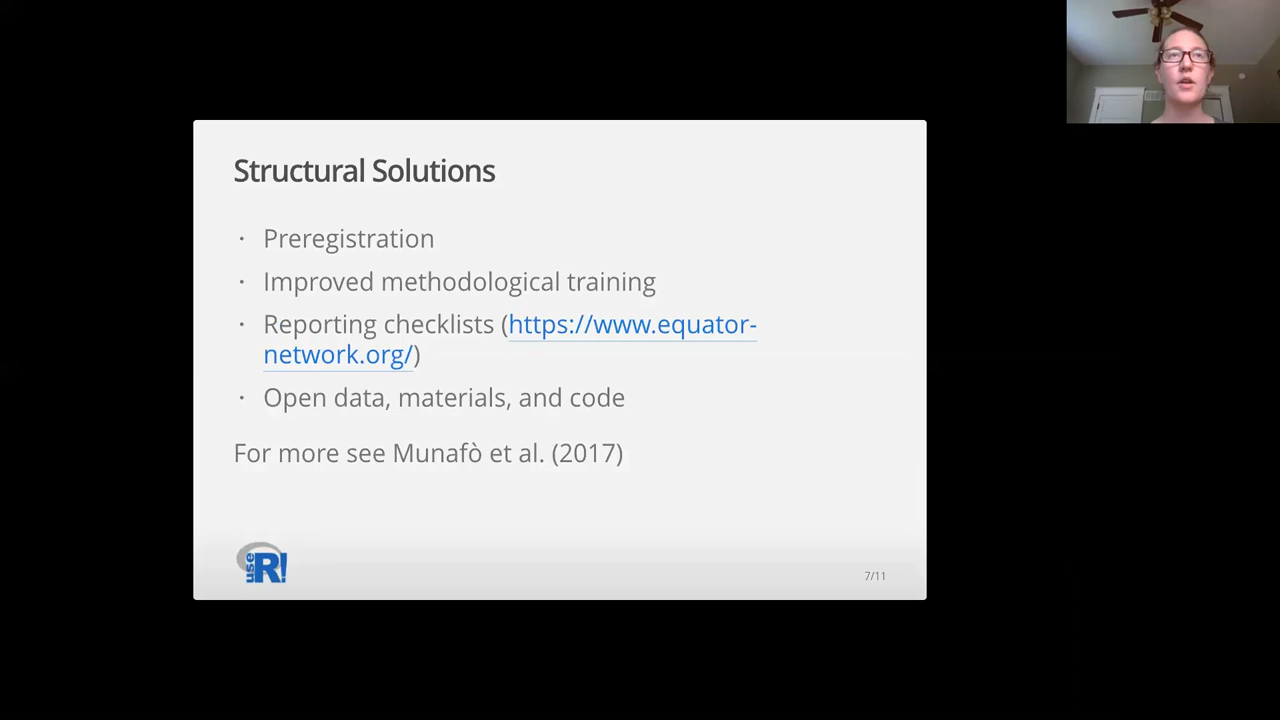 Structural Solutions
· Preregistration
· Improved methodological training
· Reporting checklists (https://www.equator-
network.org/)
· Open data, materials, and code
For more see Munafò et al. (2017)
use R!
7/11